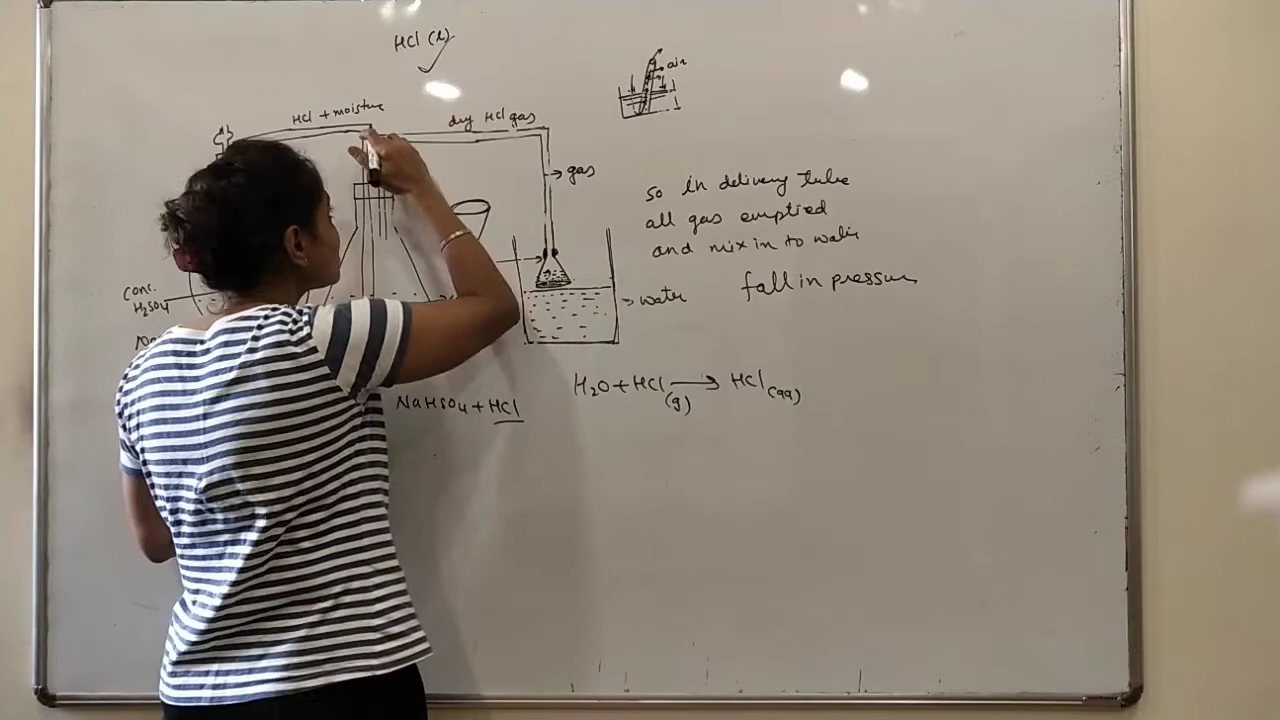 HCl (l)
air
HCl + moisture
dry HCl gas
gas
so in delivery tube
all gas emptied
and mix in to water
fall in pressure
Conc.
H₂SO₄
water
H₂O + HCl (g) → HCl (aq)
NaHSO₄ + HCl